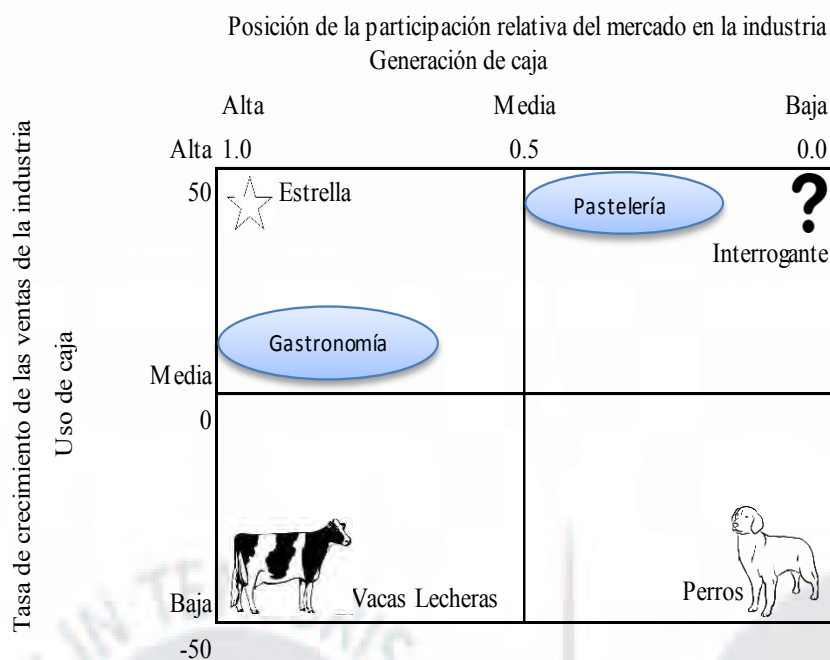 Posición de la participación relativa del mercado en la industria
Generación de caja
Alta Media Baja
Alta 1.0 0.5 0.0
50
Estrella
Pastelería
?
Interrogante
Gastronomía
Media
0
Tasa de crecimiento de las ventas de la industria
Uso de caja
Vacas Lecheras
Perros
Baja
-50
IN TENEBRIS